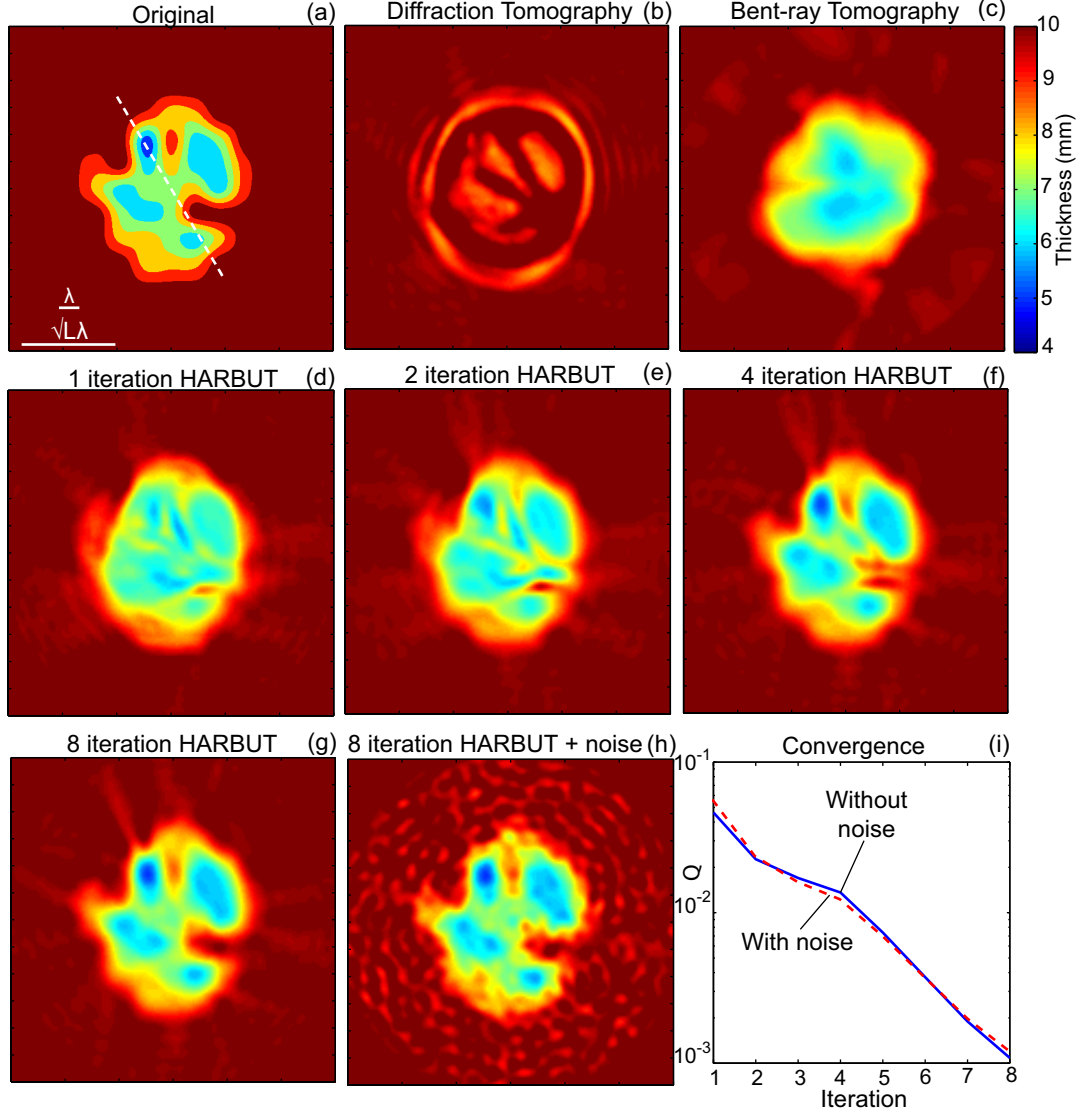 Original (a)
Diffraction Tomography (b)
Bent-ray Tomography (c)
λ
√Lλ
10
9
8
7
6
5
4
Thickness (mm)
1 iteration HARBUT (d)
2 iteration HARBUT (e)
4 iteration HARBUT (f)
8 iteration HARBUT (g)
8 iteration HARBUT + noise (h)
Convergence (i)
10-1
10-2
10-3
Q
Without
noise
With noise
1 2 3 4 5 6 7 8
Iteration